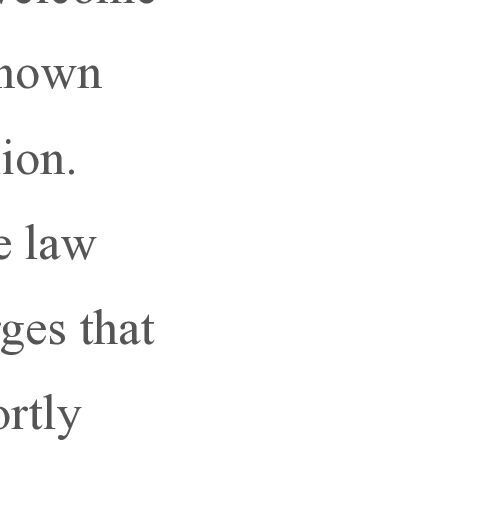 nown
ion.
e law
ges that
ortly